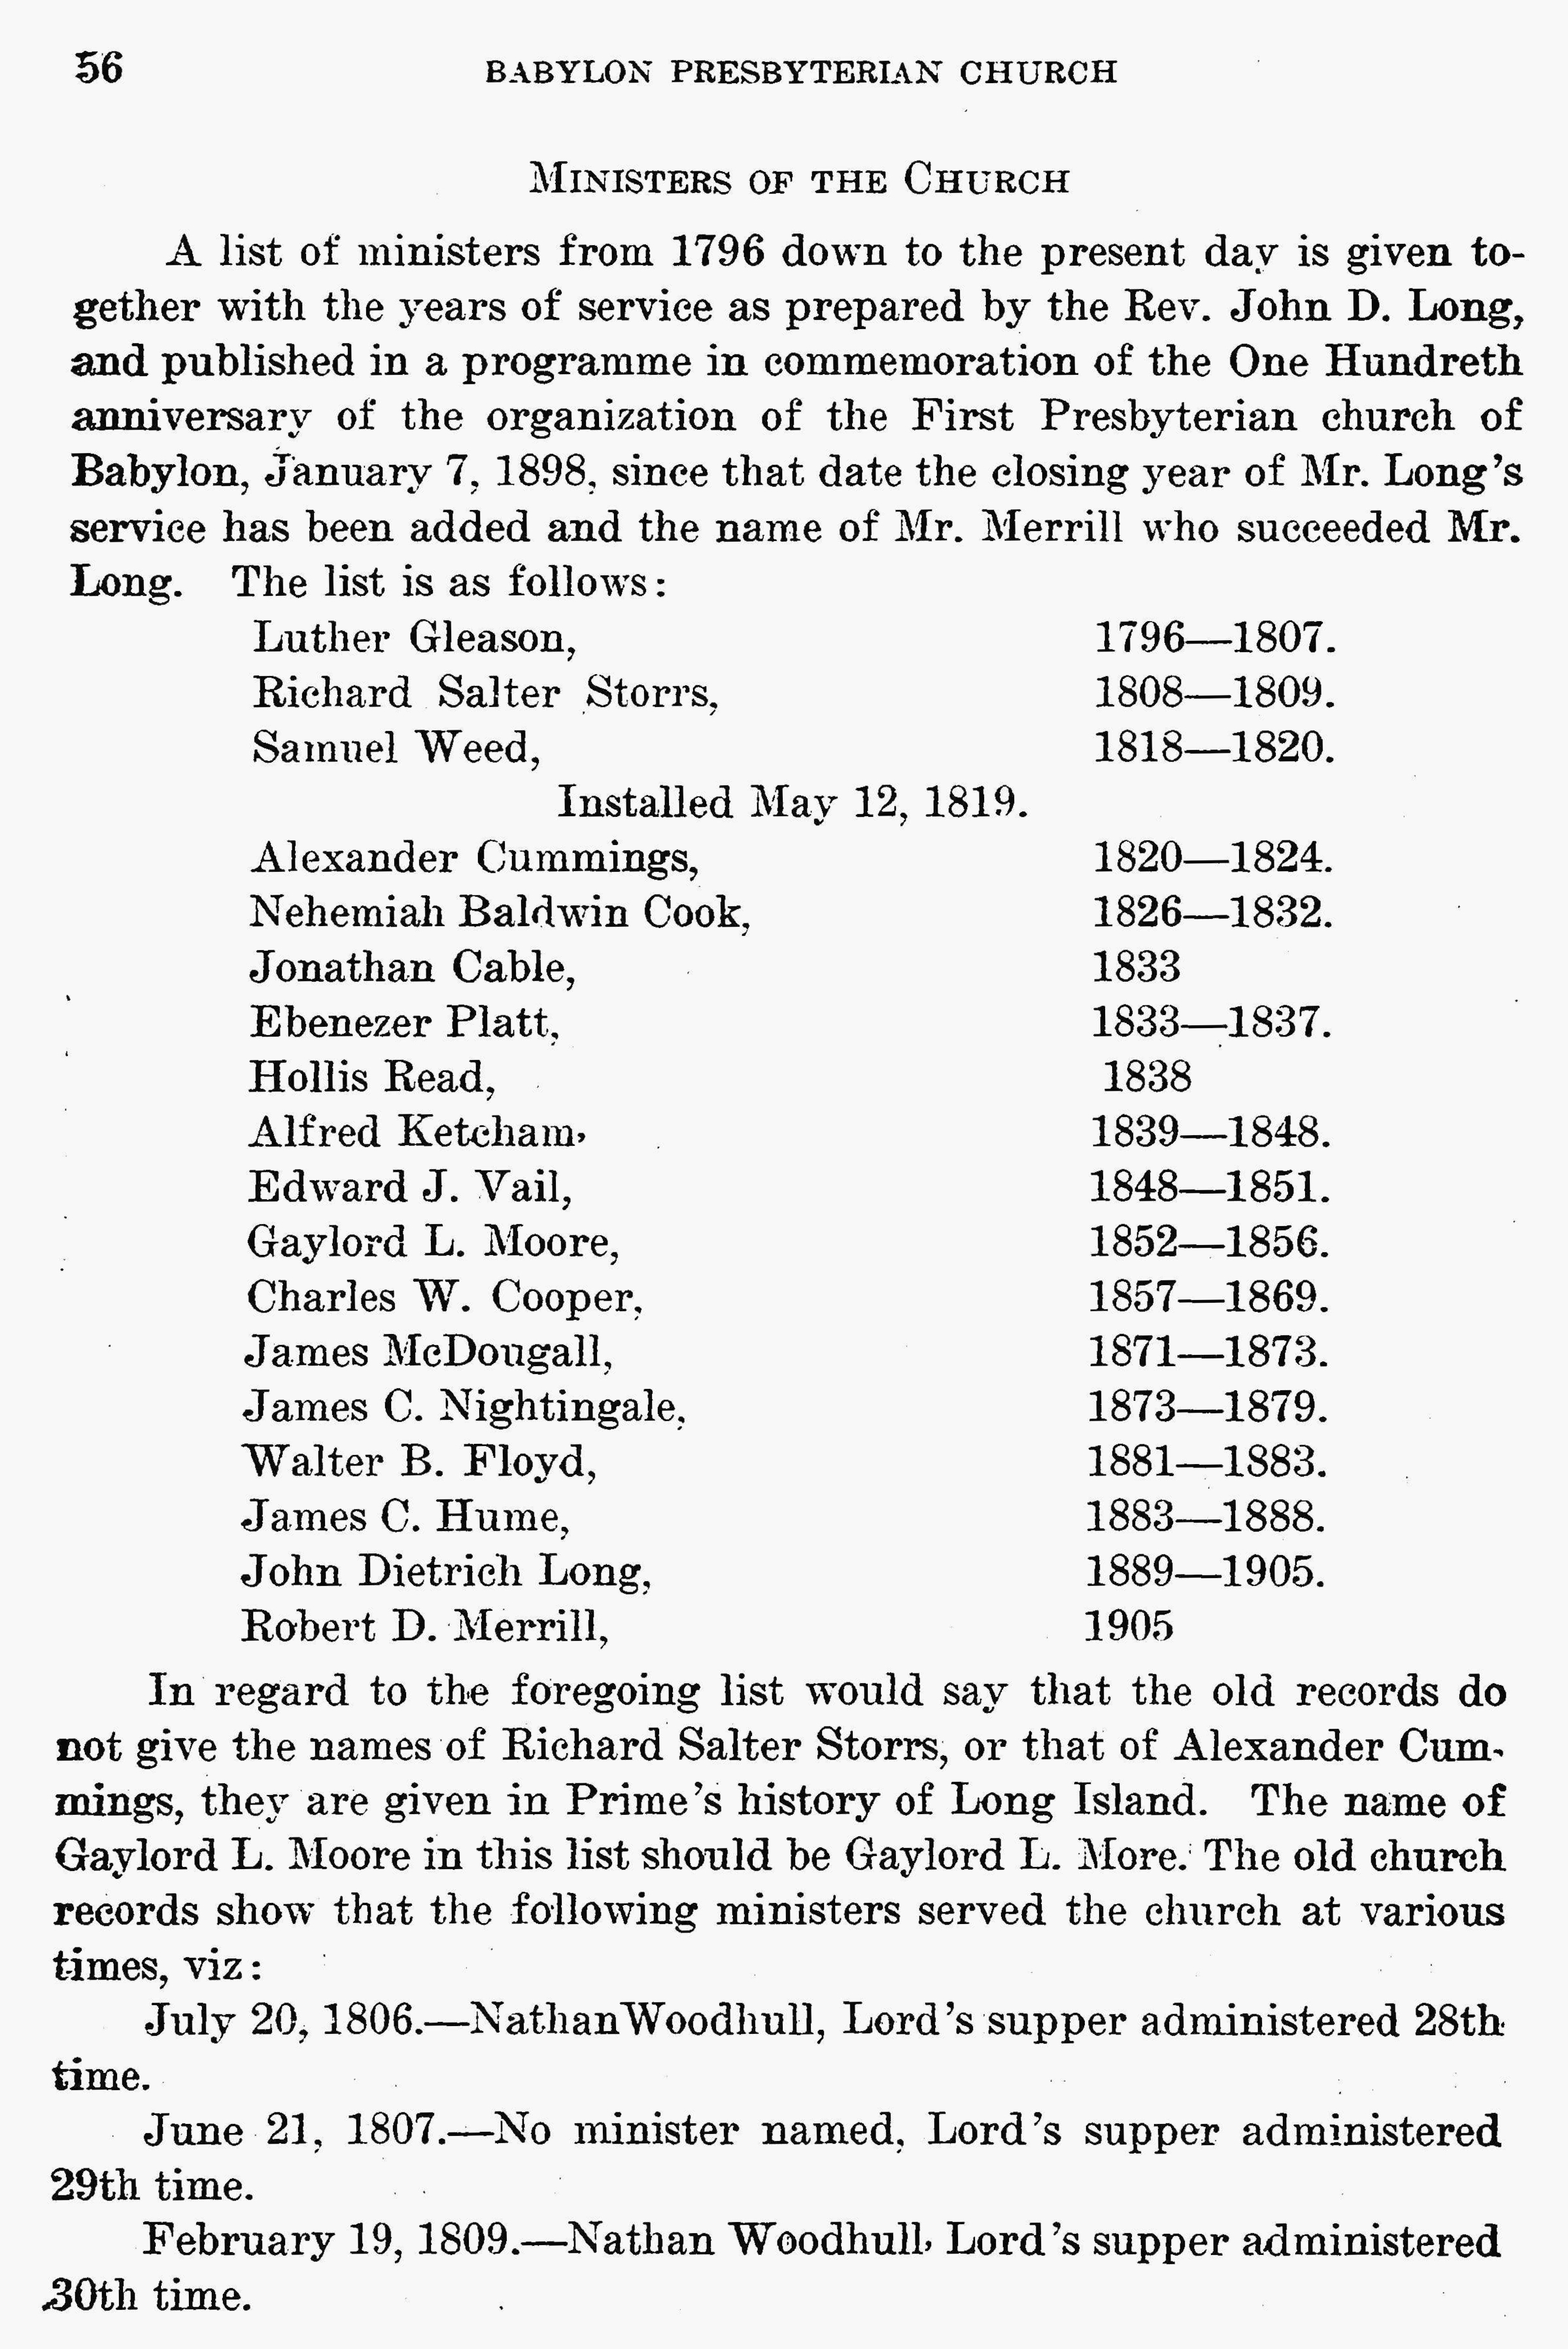 56 BABYLON PRESBYTERIAN CHURCH
MINISTERS OF THE CHURCH
A list of ministers from 1796 down to the present day is given to-
gether with the years of service as prepared by the Rev. John D. Long,
and published in a programme in commemoration of the One Hundreth
anniversary of the organization of the First Presbyterian church of
Babylon, January 7, 1898, since that date the closing year of Mr. Long's
service has been added and the name of Mr. Merrill who succeeded Mr.
Long. The list is as follows:
Luther Gleason, 1796—1807.
Richard Salter Storrs, 1808—1809.
Samuel Weed, 1818—1820.
Installed May 12, 1819.
Alexander Cummings, 1820—1824.
Nehemiah Baldwin Cook, 1826—1832.
Jonathan Cable, 1833
Ebenezer Platt, 1833—1837.
Hollis Read, 1838
Alfred Ketcham, 1839—1848.
Edward J. Vail, 1848—1851.
Gaylord L. Moore, 1852—1856.
Charles W. Cooper, 1857—1869.
James McDougall, 1871—1873.
James C. Nightingale, 1873—1879.
Walter B. Floyd, 1881—1883.
James C. Hume, 1883—1888.
John Dietrich Long, 1889—1905.
Robert D. Merrill, 1905
In regard to the foregoing list would say that the old records do
not give the names of Richard Salter Storrs, or that of Alexander Cum-
mings, they are given in Prime's history of Long Island. The name of
Gaylord L. Moore in this list should be Gaylord L. More. The old church
records show that the following ministers served the church at various
times, viz:
July 20, 1806.—NathanWoodhull, Lord's supper administered 28th
time.
June 21, 1807.—No minister named, Lord's supper administered
29th time.
February 19, 1809.—Nathan Woodhull, Lord's supper administered
30th time.